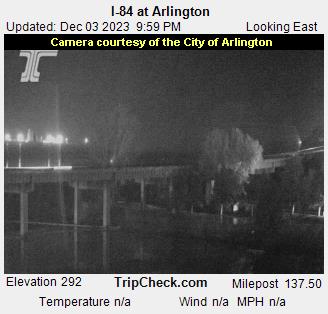 I-84 at Arlington
Updated: Dec 03 2023 9:59 PM Looking East
Camera courtesy of the City of Arlington
Elevation 292 TripCheck.com Milepost 137.50
Temperature n/a Wind n/a MPH n/a